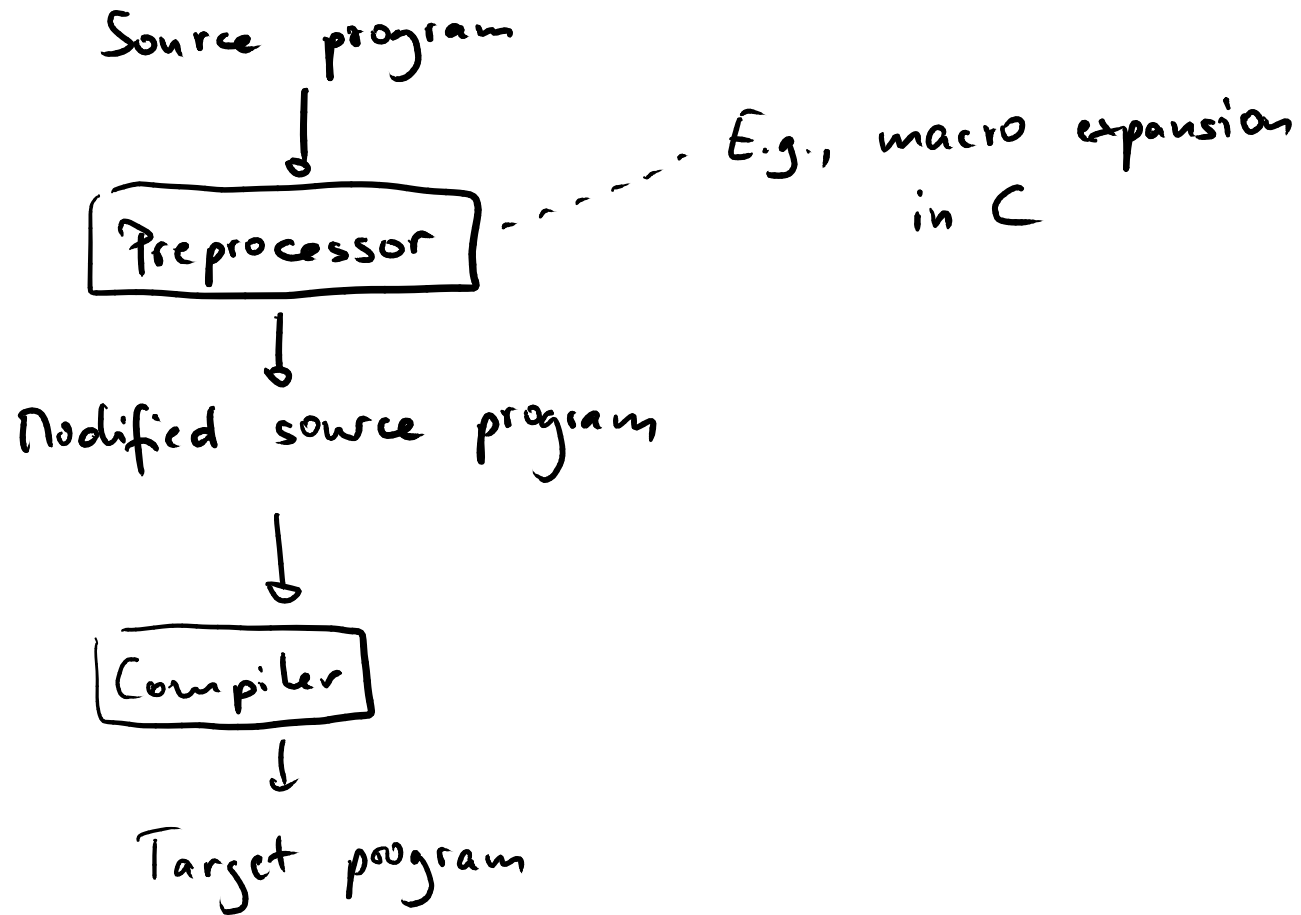 Source program
Preprocessor
E.g., macro expansion
in C
Modified source program
Compiler
Target program